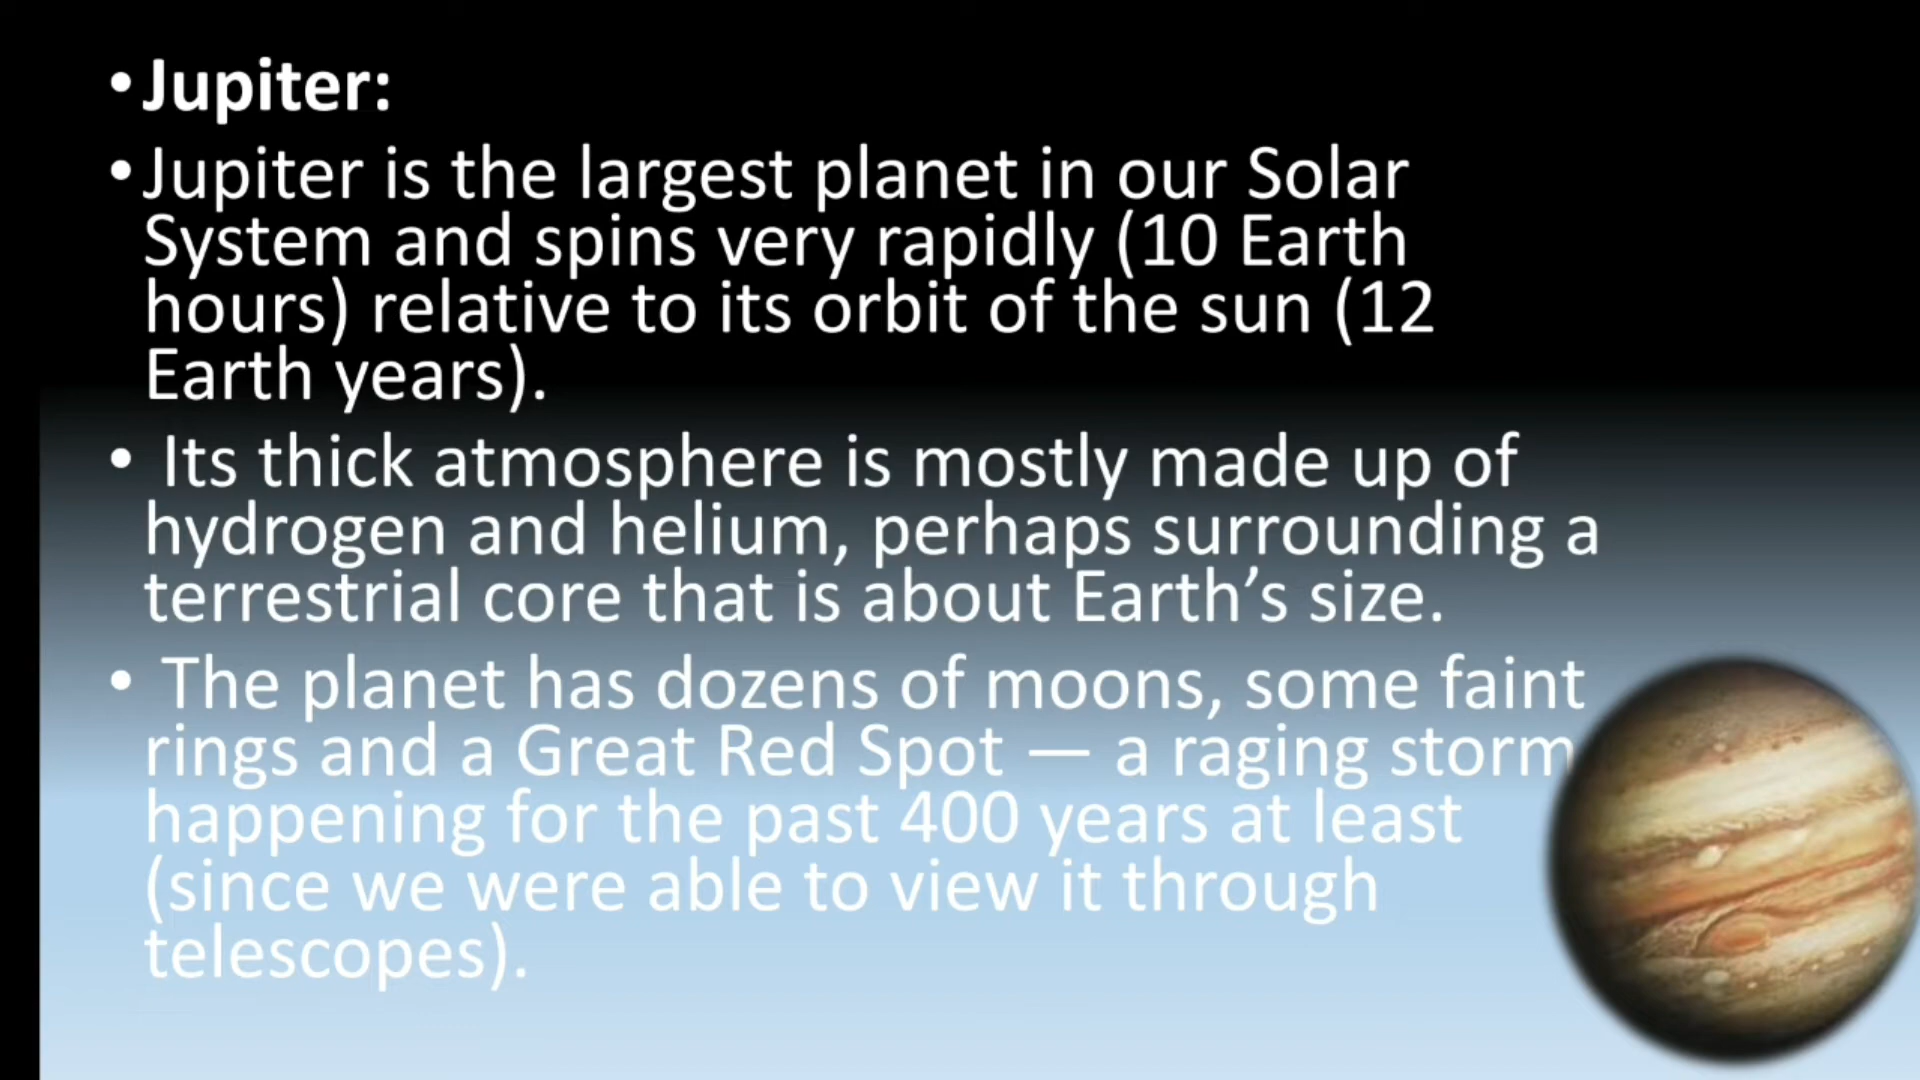 • Jupiter:
• Jupiter is the largest planet in our Solar
System and spins very rapidly (10 Earth
hours) relative to its orbit of the sun (12
Earth years).
• Its thick atmosphere is mostly made up of
hydrogen and helium, perhaps surrounding a
terrestrial core that is about Earth’s size.
• The planet has dozens of moons, some faint
rings and a Great Red Spot — a raging storm
happening for the past 400 years at least
(since we were able to view it through
telescopes).